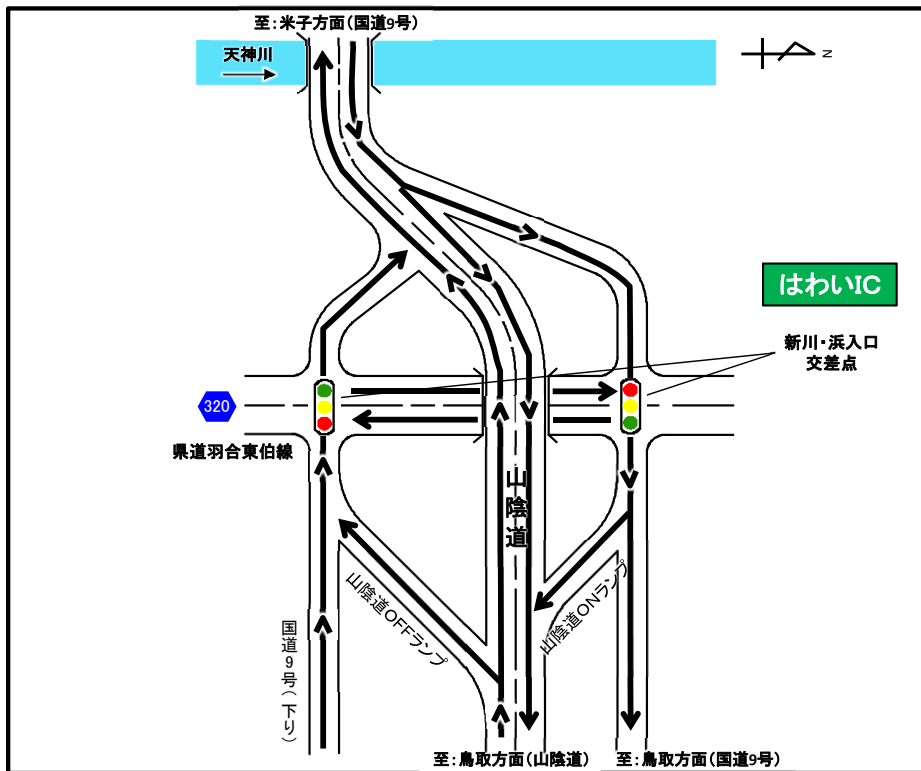 至:米子方面(国道9号)
天神川
N
はわいIC
新川・浜入口
交差点
320
県道羽合東伯線
山陰道
山陰道OFFランプ
山陰道ONランプ
国道9号(下り)
至:鳥取方面(山陰道)
至:鳥取方面(国道9号)